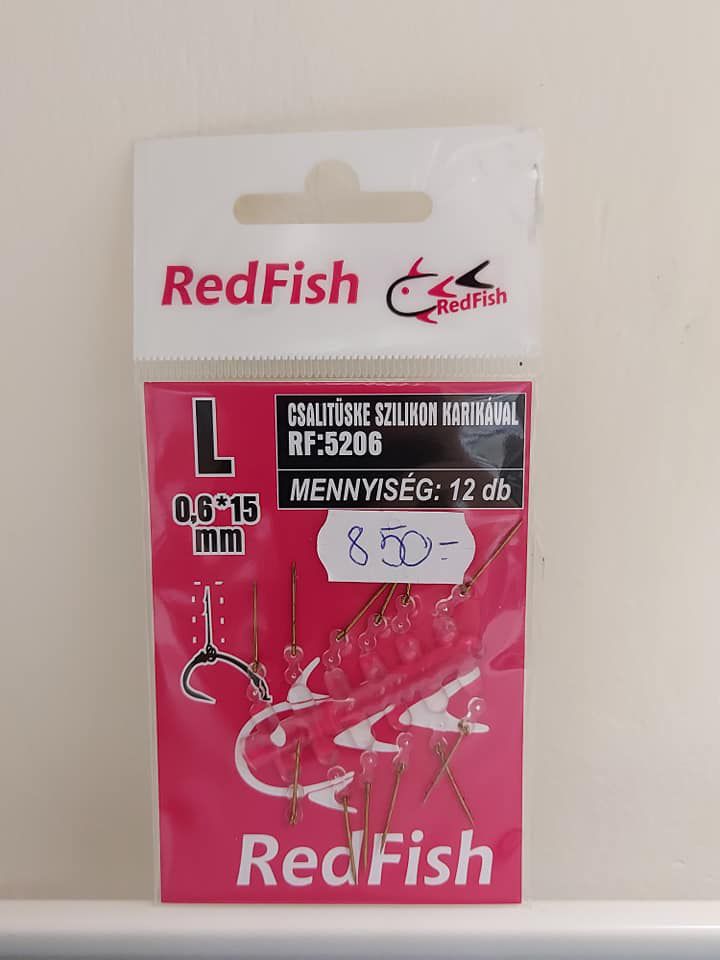 RedFish
RedFish
L
0,6*15
mm
CSALITÜSKE SZILIKON KARIKÁVAL
RF:5206
MENNYISÉG: 12 db
850=
RedFish